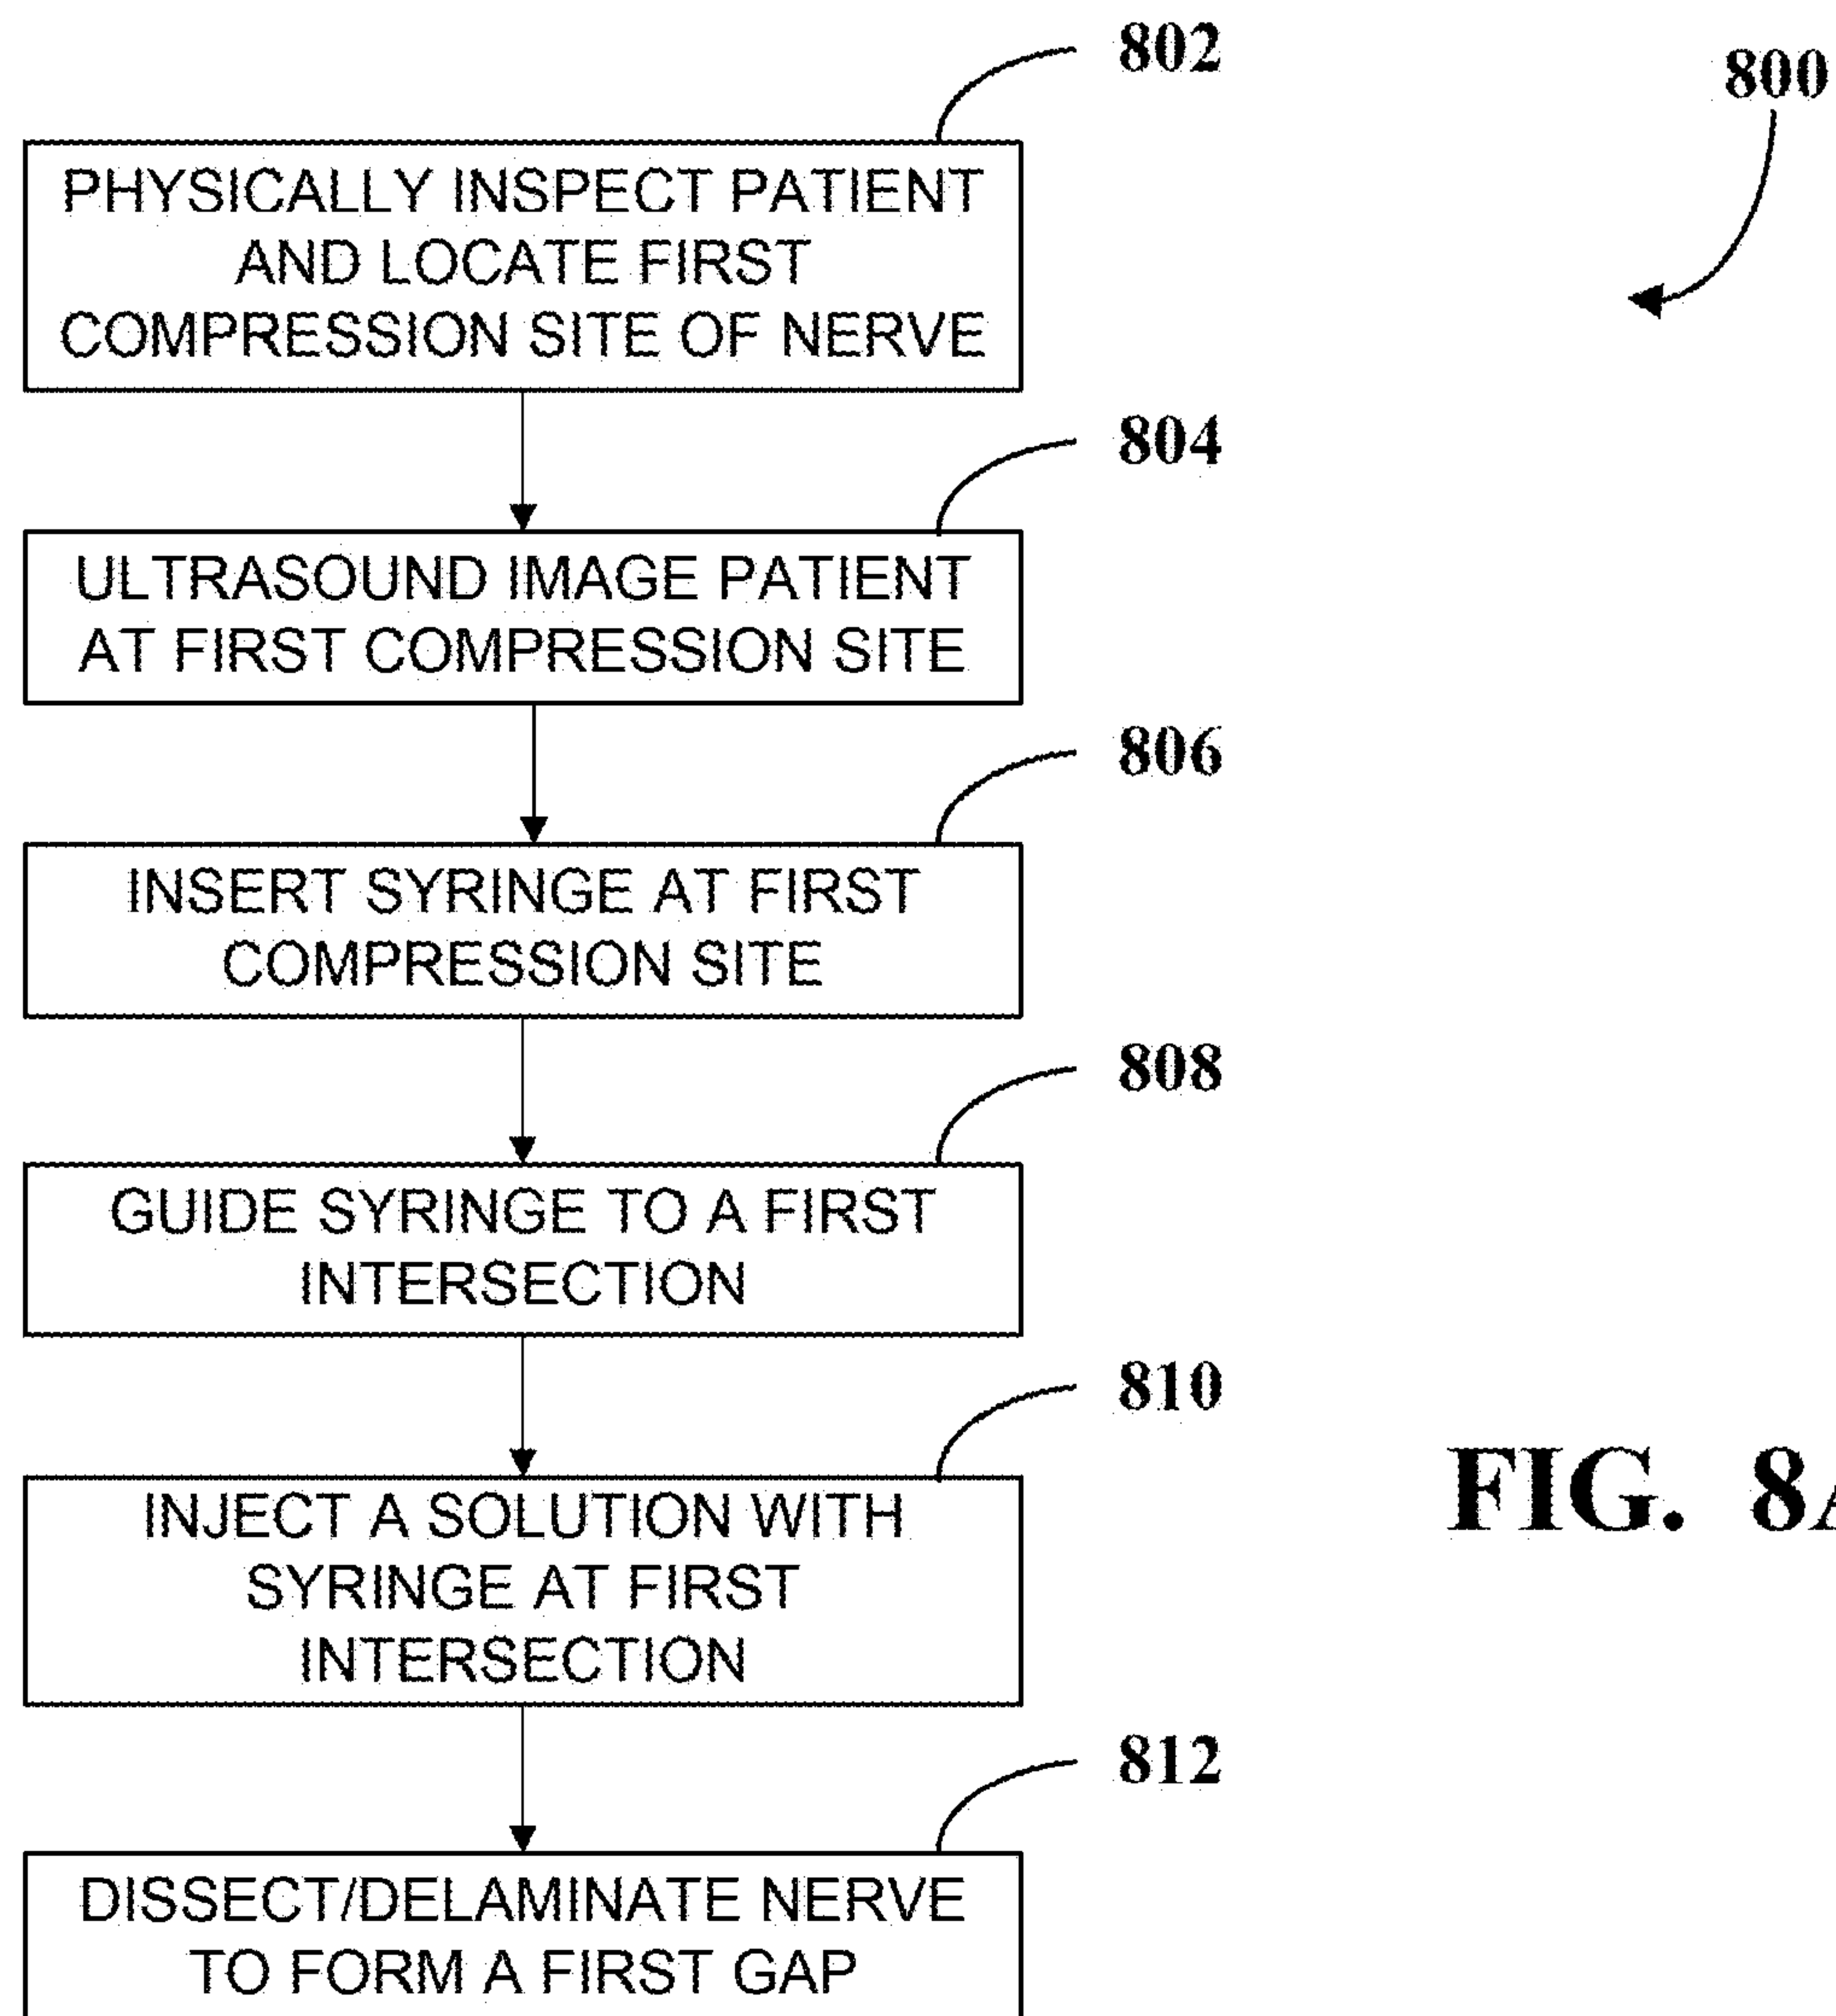 802
800
PHYSICALLY INSPECT PATIENT
AND LOCATE FIRST
COMPRESSION SITE OF NERVE
804
ULTRASOUND IMAGE PATIENT
AT FIRST COMPRESSION SITE
806
INSERT SYRINGE AT FIRST
COMPRESSION SITE
808
GUIDE SYRINGE TO A FIRST
INTERSECTION
810
INJECT A SOLUTION WITH
SYRINGE AT FIRST
INTERSECTION
FIG. 8A
812
DISSECT/DELAMINATE NERVE
TO FORM A FIRST GAP